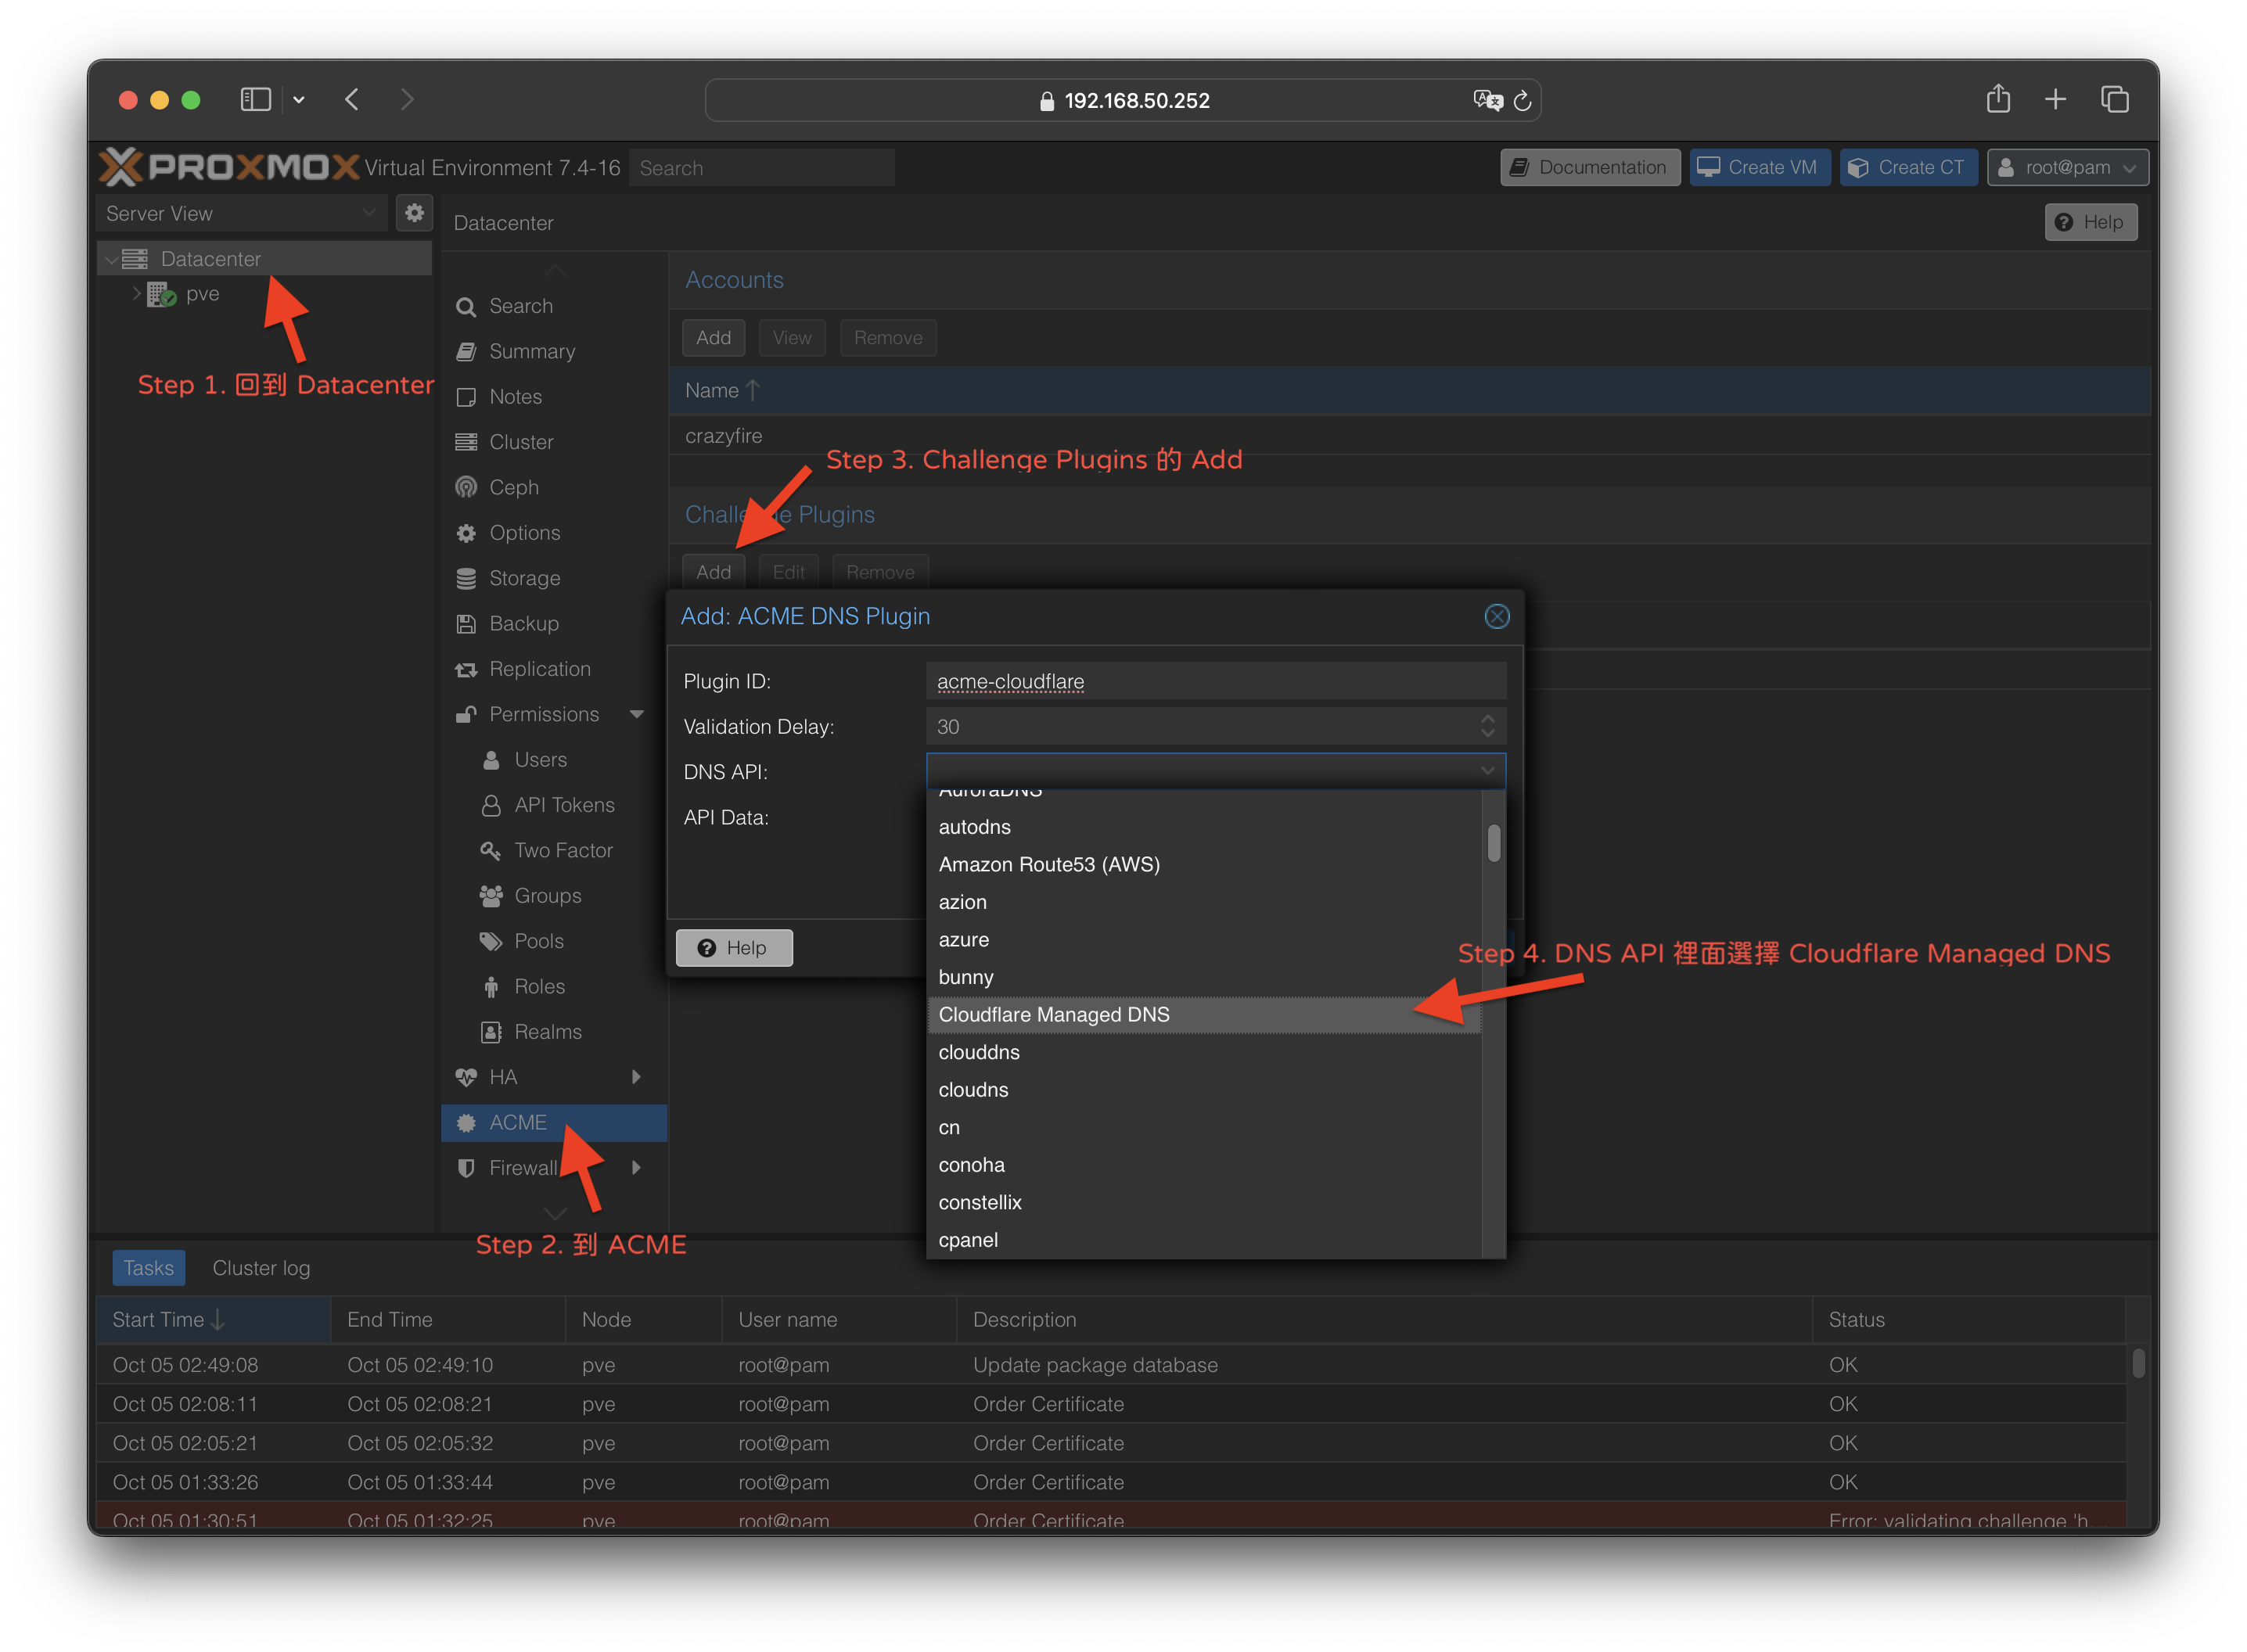 192.168.50.252
PROXMOX Virtual Environment 7.4-16 Search Documentation Create VM Create CT root@pam
Server View
Datacenter Help
Datacenter
pve
Step 1. 回到 Datacenter
Search
Summary
Notes
Cluster
Ceph
Options
Storage
Backup
Replication
Permissions
Users
API Tokens
Two Factor
Groups
Pools
Roles
Realms
HA
ACME
Firewall
Step 2. 到 ACME
Accounts
Add View Remove
Name
crazyfire
Step 3. Challenge Plugins 的 Add
Challenge Plugins
Add Edit Remove
Add: ACME DNS Plugin
Plugin ID: acme-cloudflare
Validation Delay: 30
DNS API:
API Data:
AuroraDNS
autodns
Amazon Route53 (AWS)
azion
azure
bunny
Cloudflare Managed DNS
clouddns
cloudns
cn
conoha
constellix
cpanel
Help
Step 4. DNS API 裡面選擇 Cloudflare Managed DNS
Tasks Cluster log
Start Time End Time Node User name Description Status
Oct 05 02:49:08 Oct 05 02:49:10 pve root@pam Update package database OK
Oct 05 02:08:11 Oct 05 02:08:21 pve root@pam Order Certificate OK
Oct 05 02:05:21 Oct 05 02:05:32 pve root@pam Order Certificate OK
Oct 05 01:33:26 Oct 05 01:33:44 pve root@pam Order Certificate OK
Oct 05 01:30:51 Oct 05 01:32:25 pve root@pam Order Certificate Error: validating challenge 'h...